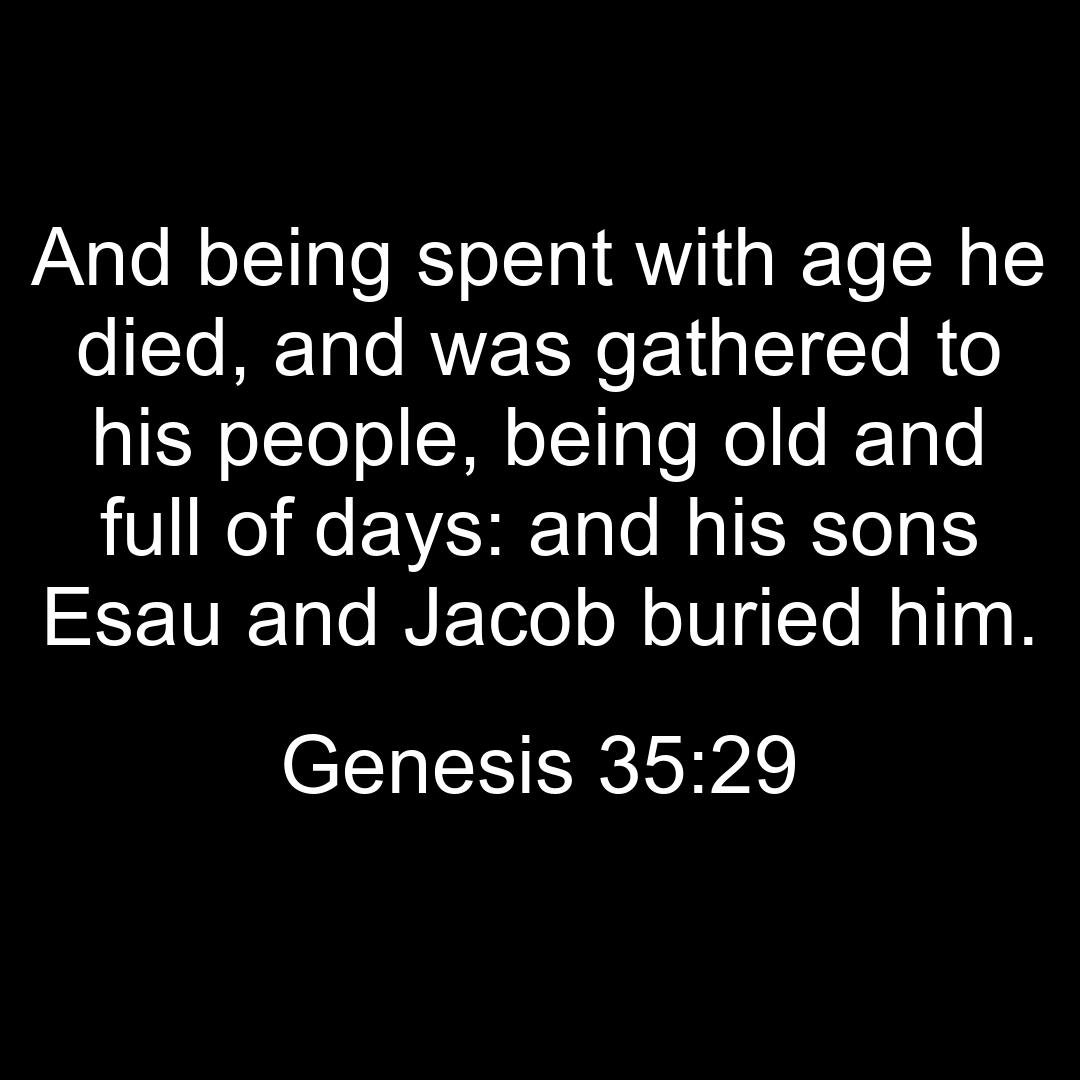 And being spent with age he
died, and was gathered to
his people, being old and
full of days: and his sons
Esau and Jacob buried him.
Genesis 35:29